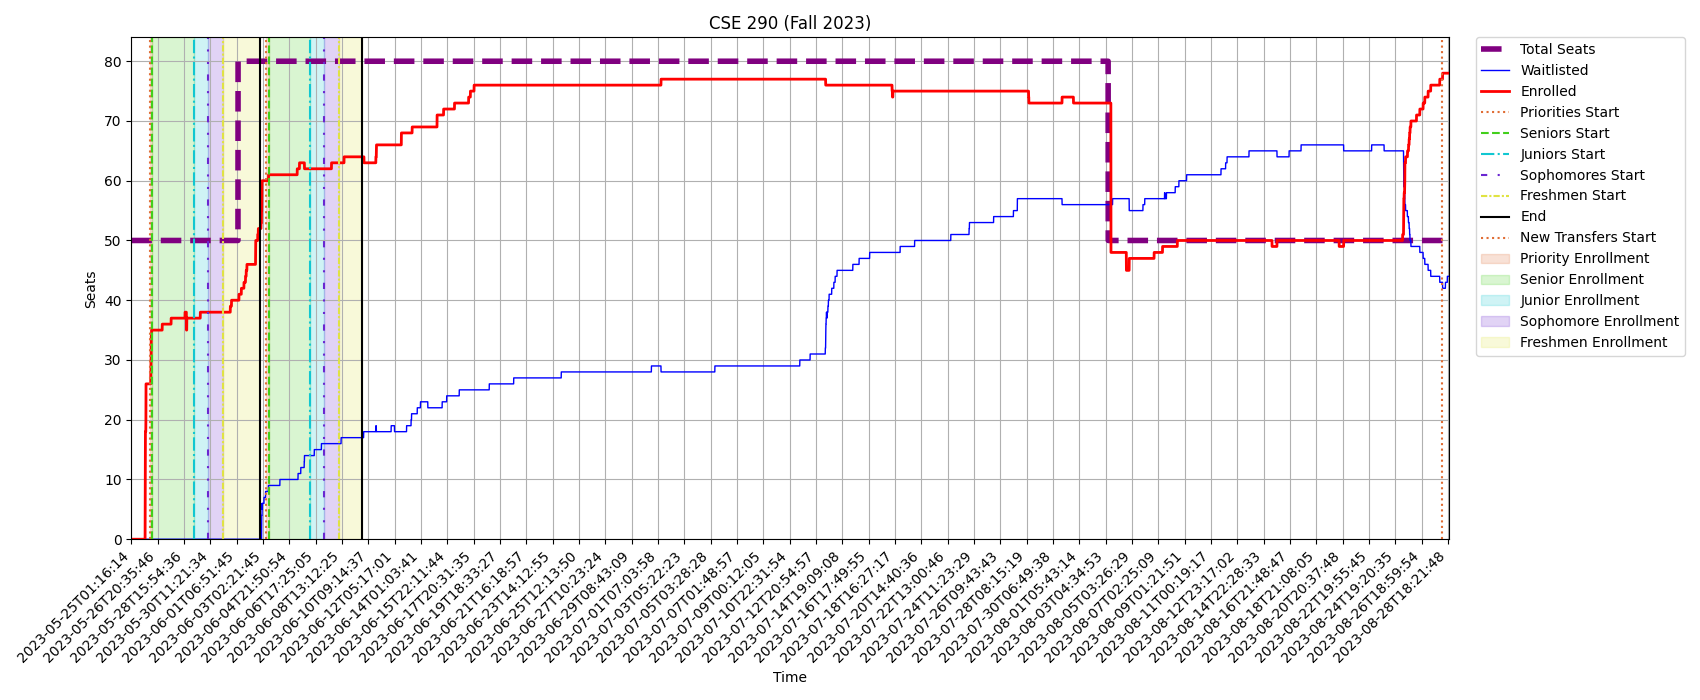 CSE 290 (Fall 2023)
80
70
60
50
40
30
20
10
0
Seats
2023-05-25T01:16:14
2023-05-26T20:35:46
2023-05-28T15:54:36
2023-05-30T11:21:34
2023-06-01T06:51:45
2023-06-03T02:21:45
2023-06-04T21:50:54
2023-06-06T17:25:05
2023-06-08T13:12:25
2023-06-10T09:14:37
2023-06-12T05:17:01
2023-06-14T01:03:41
2023-06-15T22:11:44
2023-06-17T20:31:35
2023-06-19T18:33:27
2023-06-21T16:18:57
2023-06-23T14:12:55
2023-06-25T12:13:50
2023-06-27T10:23:24
2023-06-29T08:43:09
2023-07-01T07:03:58
2023-07-03T05:22:23
2023-07-05T03:28:28
2023-07-07T01:48:57
2023-07-09T00:12:05
2023-07-10T22:31:54
2023-07-12T20:54:57
2023-07-14T19:09:08
2023-07-16T17:49:55
2023-07-18T16:27:17
2023-07-20T14:40:36
2023-07-22T13:00:46
2023-07-24T11:23:29
2023-07-26T09:43:43
2023-07-28T08:15:19
2023-07-30T06:49:38
2023-08-01T05:43:14
2023-08-03T04:34:53
2023-08-05T03:26:29
2023-08-07T02:25:09
2023-08-09T01:21:51
2023-08-11T00:19:17
2023-08-12T23:17:02
2023-08-14T22:28:33
2023-08-16T21:48:47
2023-08-18T21:08:05
2023-08-20T20:37:48
2023-08-22T19:55:45
2023-08-24T19:20:35
2023-08-26T18:59:54
2023-08-28T18:21:48
Time
Total Seats
Waitlisted
Enrolled
Priorities Start
Seniors Start
Juniors Start
Sophomores Start
Freshmen Start
End
New Transfers Start
Priority Enrollment
Senior Enrollment
Junior Enrollment
Sophomore Enrollment
Freshmen Enrollment